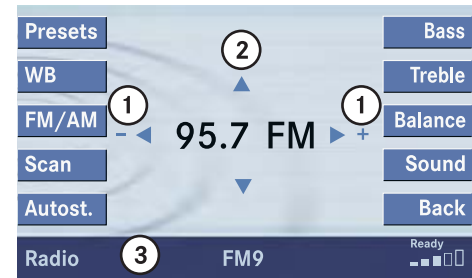 Presets
Bass
2
WB
Treble
1
1
FM/AM
Balance
- 95.7 FM +
Scan
Sound
Autost.
Back
Radio
3
FM9
Ready